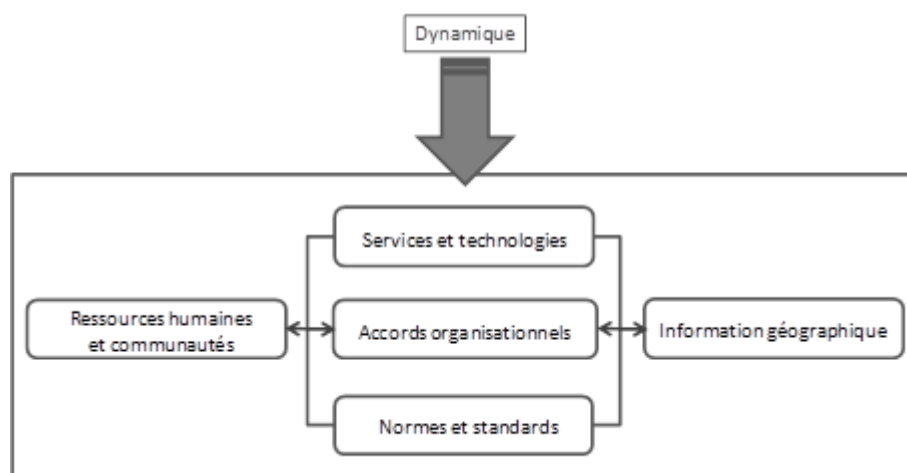 Dynamique
Services et technologies
Ressources humaines
et communautés
Accords organisationnels
Information géographique
Normes et standards